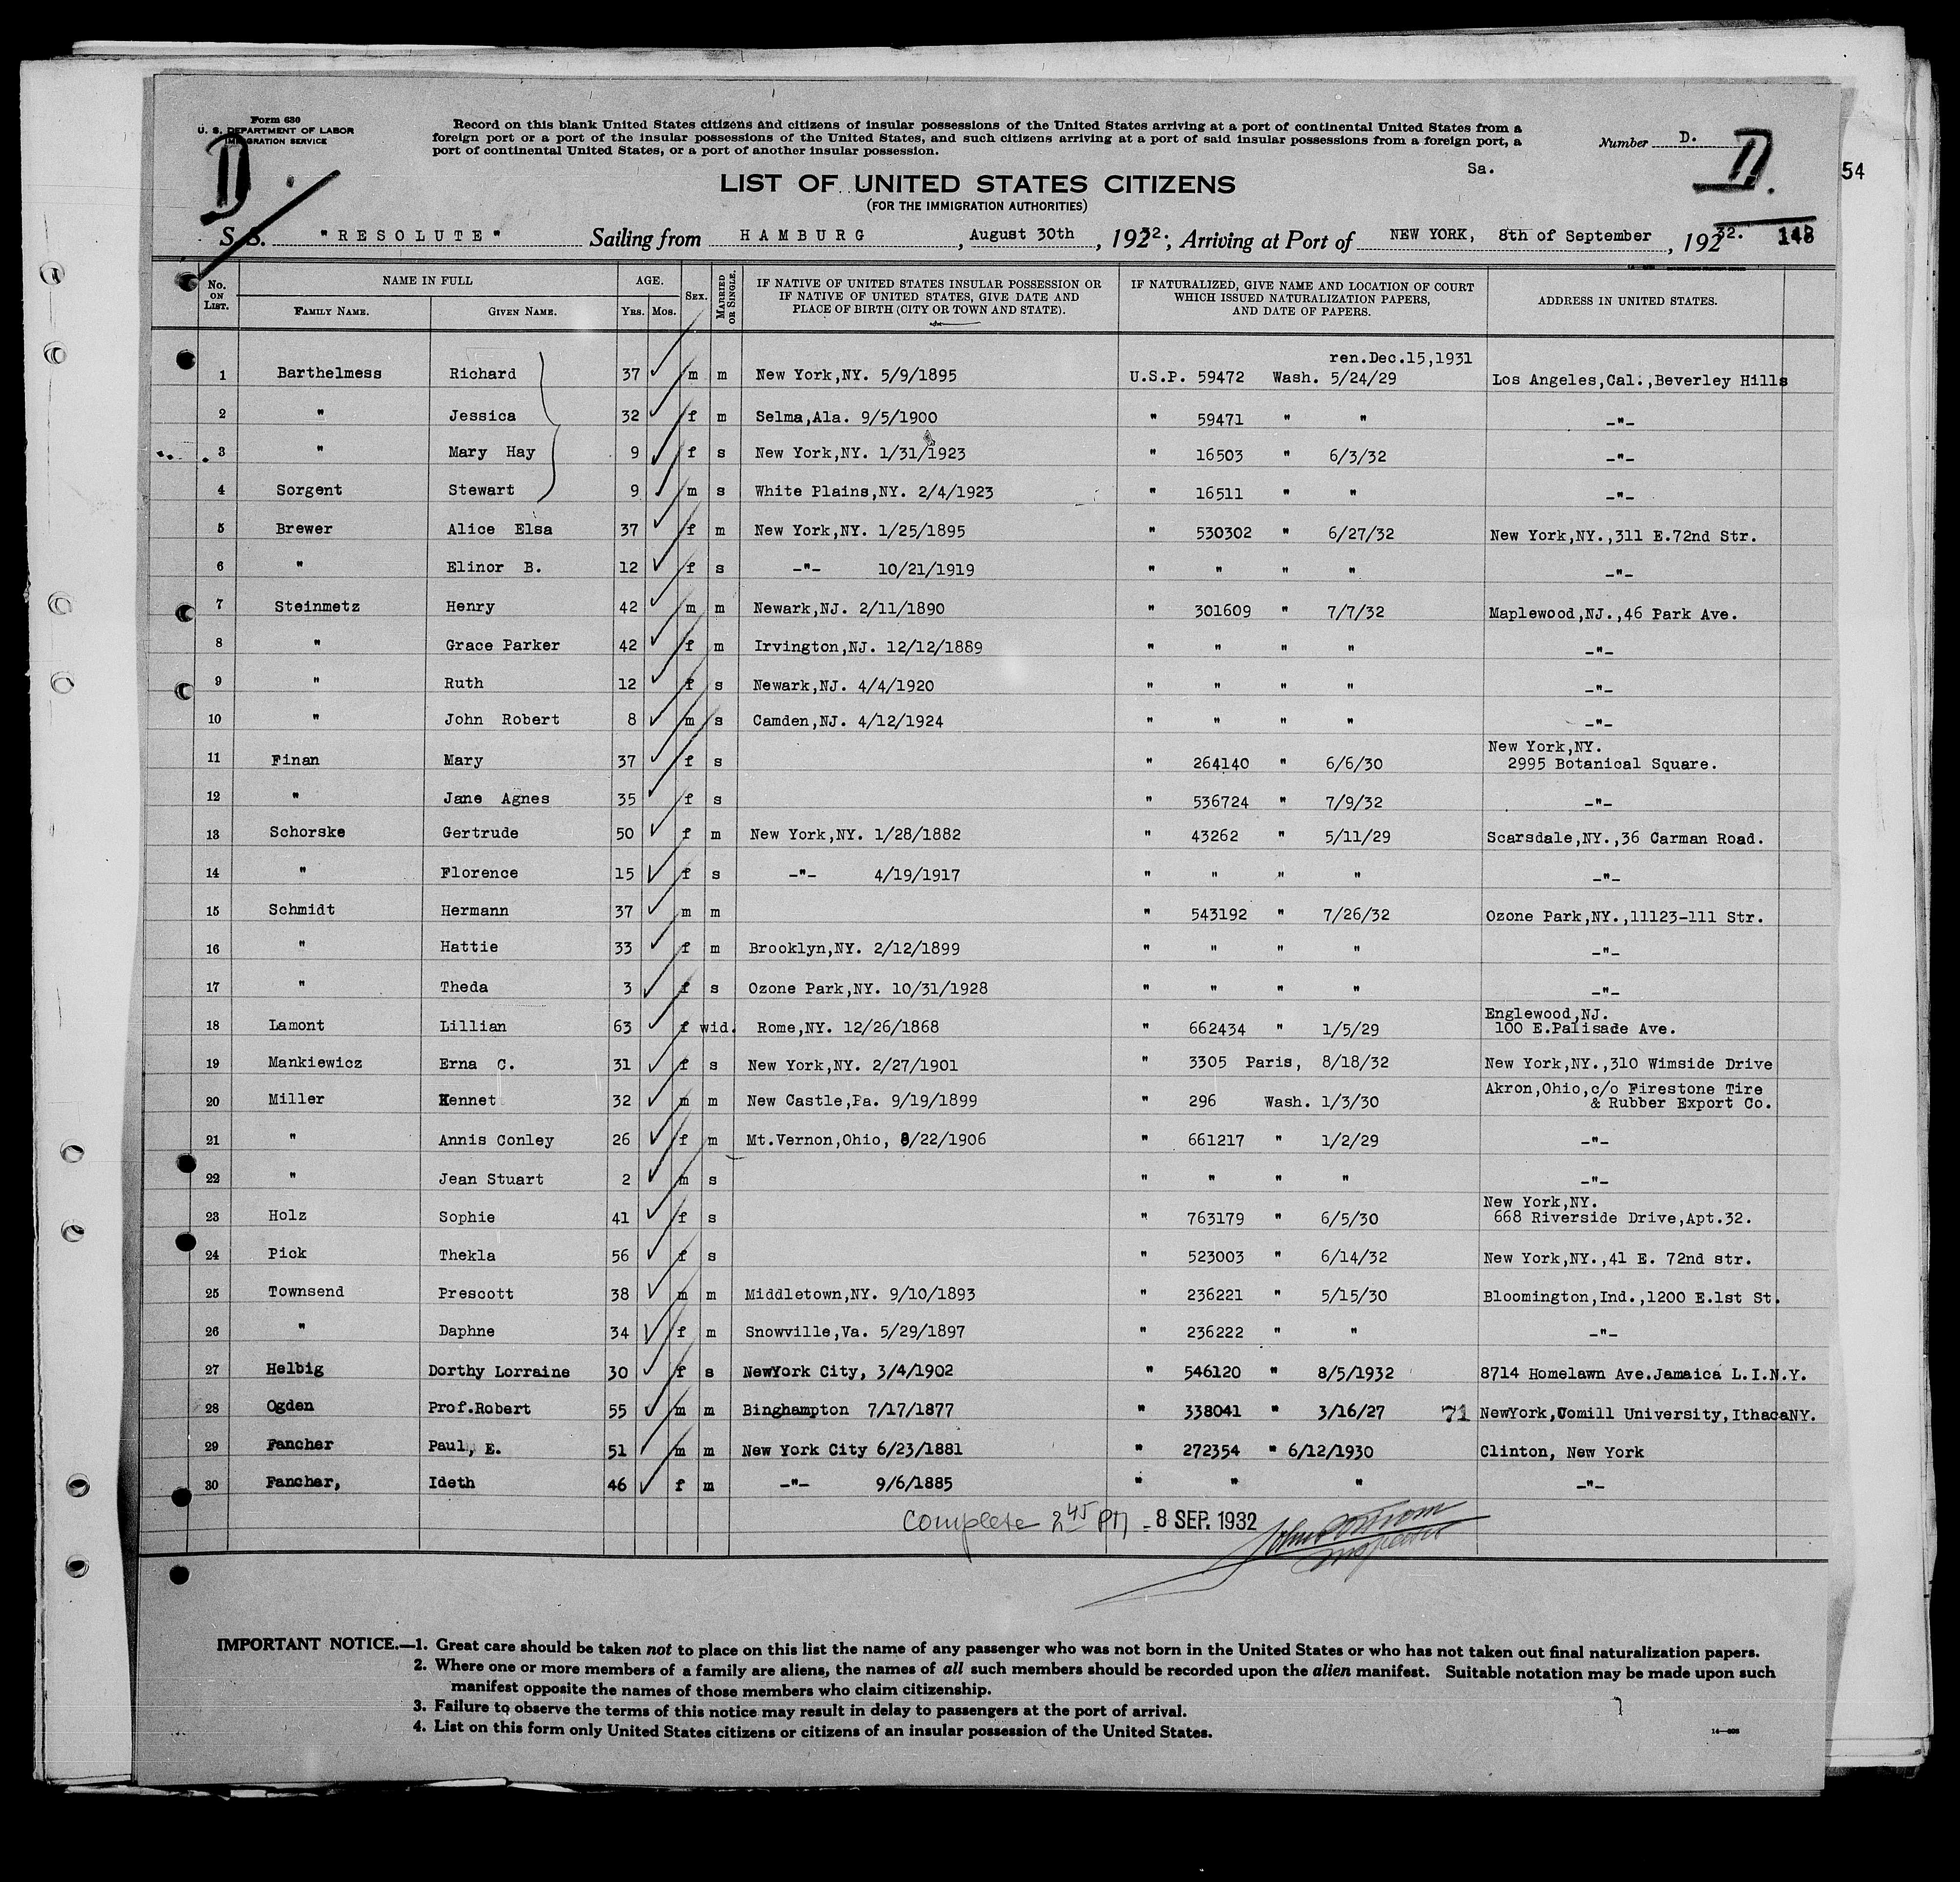 Form 630
U. S. DEPARTMENT OF LABOR
IMMIGRATION SERVICE
D
Record on this blank United States citizens and citizens of insular possessions of the United States arriving at a port of continental United States from a
foreign port or a port of the insular possessions of the United States, and such citizens arriving at a port of said insular possessions from a foreign port, a
port of continental United States, or a port of another insular possession.
Number D.
D.
Sa.
54
LIST OF UNITED STATES CITIZENS
(FOR THE IMMIGRATION AUTHORITIES)
S. S. "RESOLUTE" Sailing from HAMBURG, August 30th, 19232.; Arriving at Port of NEW YORK, 8th of September, 19232. 148
No. ON LIST. NAME IN FULL AGE. SEX. MARRIED OR SINGLE. IF NATIVE OF UNITED STATES INSULAR POSSESSION OR IF NATIVE OF UNITED STATES, GIVE DATE AND PLACE OF BIRTH (CITY OR TOWN AND STATE). IF NATURALIZED, GIVE NAME AND LOCATION OF COURT WHICH ISSUED NATURALIZATION PAPERS, AND DATE OF PAPERS. ADDRESS IN UNITED STATES.
FAMILY NAME. GIVEN NAME. YRS. MOS.
ren.Dec.15,1931
1 Barthelmess Richard 37 m m New York,NY. 5/9/1895 U.S.P. 59472 Wash. 5/24/29 Los Angeles,Cal.,Beverley Hills
2 " Jessica 32 f m Selma,Ala. 9/5/1900 " 59471 " " -"-
3 " Mary Hay 9 f s New York,NY. 1/31/1923 " 16503 " 6/3/32 -"-
4 Sorgent Stewart 9 m s White Plains,NY. 2/4/1923 " 16511 " " -"-
5 Brewer Alice Elsa 37 f m New York,NY. 1/25/1895 " 530302 " 6/27/32 New York,NY.,311 E.72nd Str.
6 " Elinor B. 12 f s -"- 10/21/1919 " " " " -"-
7 Steinmetz Henry 42 m m Newark,NJ. 2/11/1890 " 301609 " 7/7/32 Maplewood,NJ.,46 Park Ave.
8 " Grace Parker 42 f m Irvington,NJ. 12/12/1889 " " " " -"-
9 " Ruth 12 f s Newark,NJ. 4/4/1920 " " " " -"-
10 " John Robert 8 m s Camden,NJ. 4/12/1924 " " " " -"-
11 Finan Mary 37 f s " 264140 " 6/6/30 New York,NY.
2995 Botanical Square.
12 " Jane Agnes 35 f s " 536724 " 7/9/32 -"-
13 Schorske Gertrude 50 f m New York,NY. 1/28/1882 " 43262 " 5/11/29 Scarsdale,NY.,36 Carman Road.
14 " Florence 15 f s -"- 4/19/1917 " " " " -"-
15 Schmidt Hermann 37 m m " 543192 " 7/26/32 Ozone Park,NY.,11123-111 Str.
16 " Hattie 33 f m Brooklyn,NY. 2/12/1899 " " " " -"-
17 " Theda 3 f s Ozone Park,NY. 10/31/1928 " " " " -"-
18 Lamont Lillian 63 f wid. Rome,NY. 12/26/1868 " 662434 " 1/5/29 Englewood,NJ.
100 E.Palisade Ave.
19 Mankiewicz Erna C. 31 f s New York,NY. 2/27/1901 " 3305 Paris, 8/18/32 New York,NY.,310 Wimside Drive
20 Miller Kennet 32 m m New Castle,Pa. 9/19/1899 " 296 Wash. 1/3/30 Akron,Ohio,c/o Firestone Tire
& Rubber Export Co.
21 " Annis Conley 26 f m Mt.Vernon,Ohio, 8/22/1906 " 661217 " 1/2/29 -"-
22 " Jean Stuart 2 m s " " " " -"-
23 Holz Sophie 41 f s " 763179 " 6/5/30 New York,NY.
668 Riverside Drive,Apt.32.
24 Pick Thekla 56 f s " 523003 " 6/14/32 New York,NY.,41 E. 72nd str.
25 Townsend Prescott 38 m m Middletown,NY. 9/10/1893 " 236221 " 5/15/30 Bloomington,Ind.,1200 E.1st St.
26 " Daphne 34 f m Snowville,Va. 5/29/1897 " 236222 " " -"-
27 Helbig Dorthy Lorraine 30 f s NewYork City, 3/4/1902 " 546120 " 8/5/1932 8714 Homelawn Ave.Jamaica L.I.N.Y.
28 Ogden Prof.Robert 55 m m Binghampton 7/17/1877 " 338041 " 3/16/27 71 NewYork,Comill University,IthacaNY.
29 Fancher Paul, E. 51 m m New York City 6/23/1881 " 272354 " 6/12/1930 Clinton, New York
30 Fancher, Ideth 46 f m -"- 9/6/1885 " " " -"-
Complete 2 45 PM - 8 SEP. 1932
Inspector
IMPORTANT NOTICE.—1. Great care should be taken not to place on this list the name of any passenger who was not born in the United States or who has not taken out final naturalization papers.
2. Where one or more members of a family are aliens, the names of all such members should be recorded upon the alien manifest. Suitable notation may be made upon such
manifest opposite the names of those members who claim citizenship.
3. Failure to observe the terms of this notice may result in delay to passengers at the port of arrival.
4. List on this form only United States citizens or citizens of an insular possession of the United States.